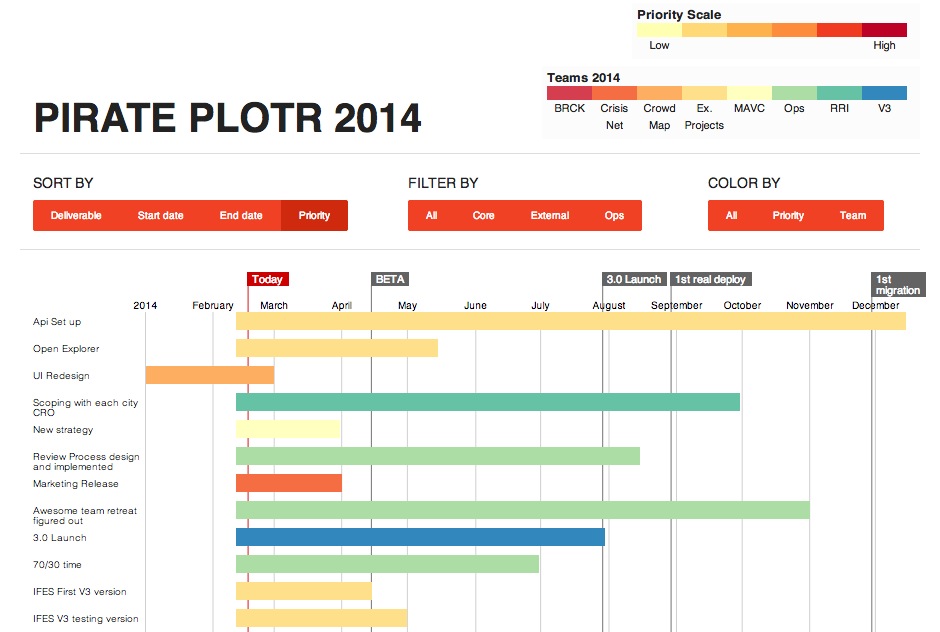 Priority Scale
Low High
Teams 2014
BRCK Crisis Crowd Ex. MAVC Ops RRI V3
Net Map Projects
PIRATE PLOTR 2014
SORT BY FILTER BY COLOR BY
Deliverable Start date End date Priority All Core External Ops All Priority Team
Today BETA 3.0 Launch 1st real deploy 1st
migration
2014 February March April May June July August September October November December
Api Set up
Open Explorer
UI Redesign
Scoping with each city
CRO
New strategy
Review Process design
and implemented
Marketing Release
Awesome team retreat
figured out
3.0 Launch
70/30 time
IFES First V3 version
IFES V3 testing version